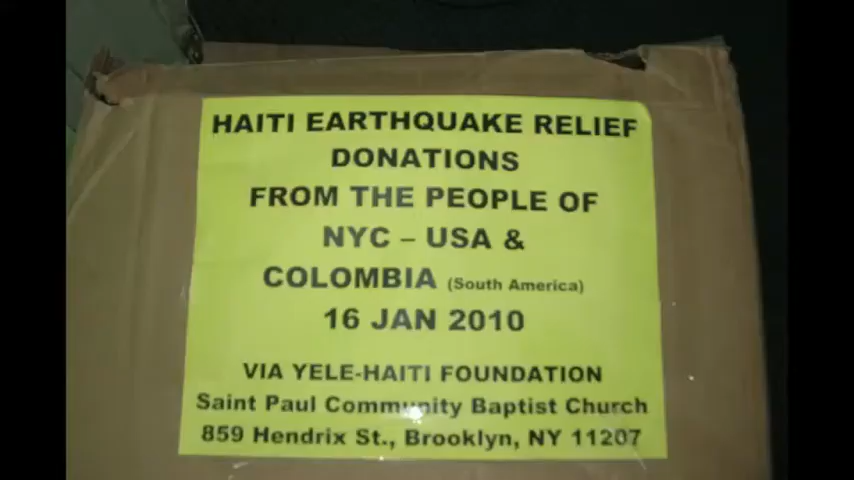 HAITI EARTHQUAKE RELIEF
DONATIONS
FROM THE PEOPLE OF
NYC – USA &
COLOMBIA (South America)
16 JAN 2010
VIA YELE-HAITI FOUNDATION
Saint Paul Community Baptist Church
859 Hendrix St., Brooklyn, NY 11207